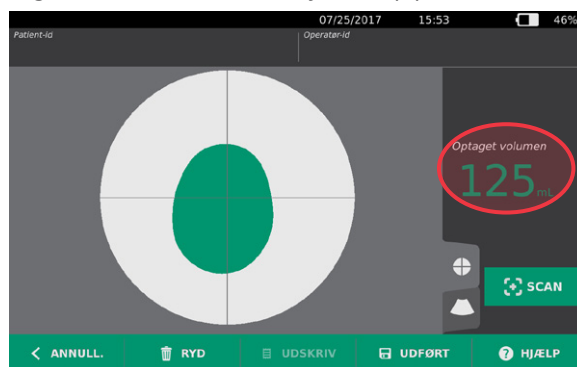 07/25/2017 15:53 46%
Patient-id Operatør-id
Optaget volumen
125 mL
SCAN
ANNULL. RYD UDSKRIV UDFØRT HJÆLP